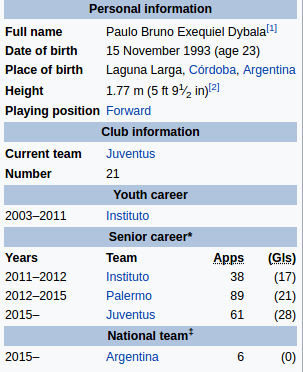 Personal information
Full name Paulo Bruno Exequiel Dybala[1]
Date of birth 15 November 1993 (age 23)
Place of birth Laguna Larga, Córdoba, Argentina
Height 1.77 m (5 ft 9 1⁄2 in)[2]
Playing position Forward
Club information
Current team Juventus
Number 21
Youth career
2003–2011 Instituto
Senior career*
Years Team Apps (Gls)
2011–2012 Instituto 38 (17)
2012–2015 Palermo 89 (21)
2015– Juventus 61 (28)
National team‡
2015– Argentina 6 (0)